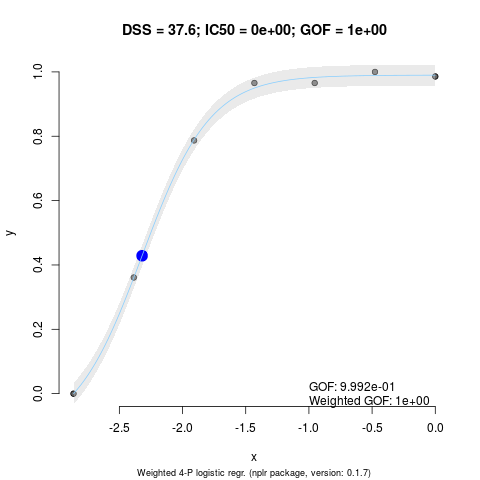 DSS = 37.6; IC50 = 0e+00; GOF = 1e+00
1.0
0.8
0.6
y
0.4
0.2
0.0
GOF: 9.992e-01
Weighted GOF: 1e+00
-2.5 -2.0 -1.5 -1.0 -0.5 0.0
x
Weighted 4-P logistic regr. (nplr package, version: 0.1.7)